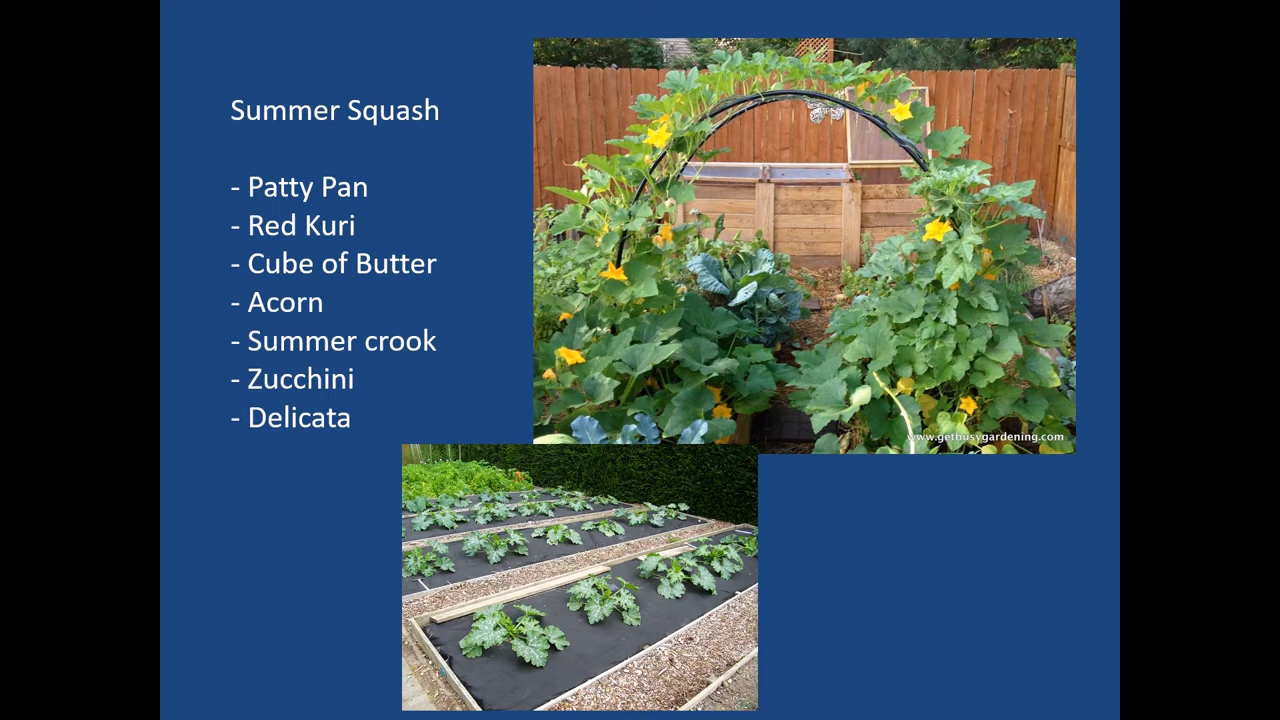 Summer Squash
- Patty Pan
- Red Kuri
- Cube of Butter
- Acorn
- Summer crook
- Zucchini
- Delicata
www.getbusygardening.com